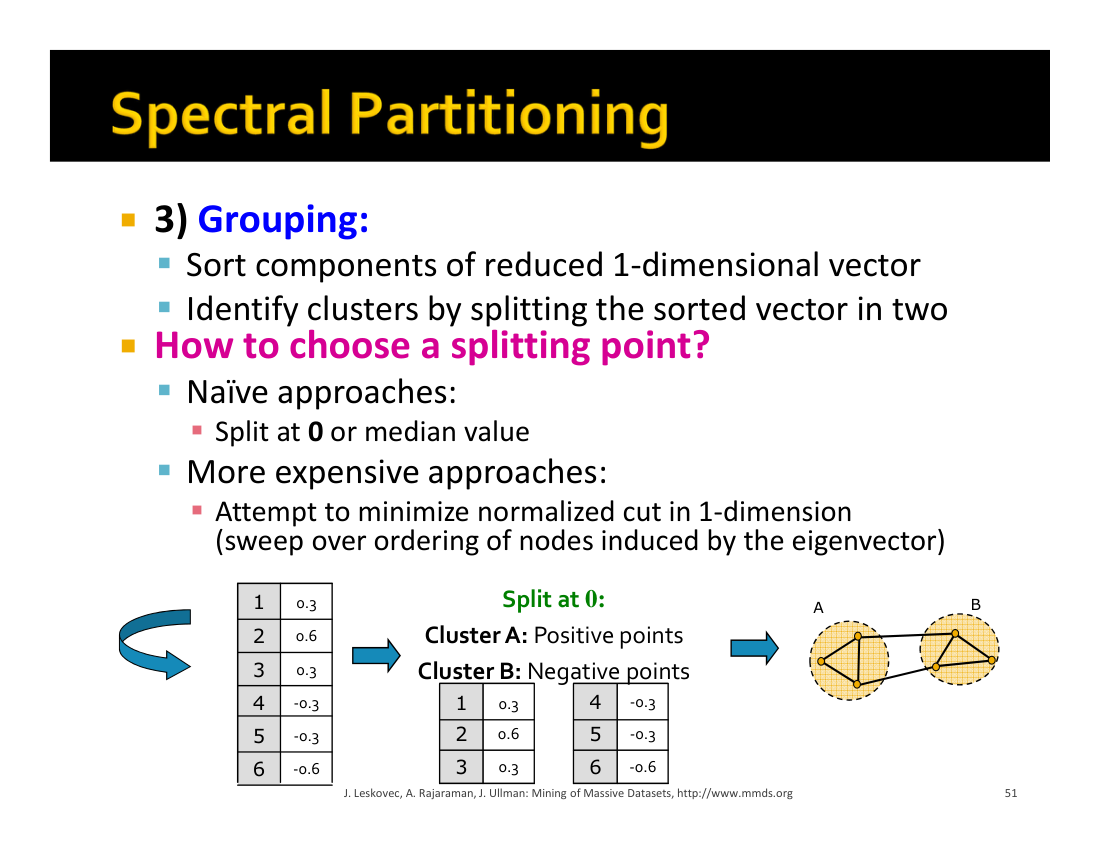 Spectral Partitioning
3) Grouping:
Sort components of reduced 1-dimensional vector
Identify clusters by splitting the sorted vector in two
How to choose a splitting point?
Naïve approaches:
Split at 0 or median value
More expensive approaches:
Attempt to minimize normalized cut in 1-dimension
(sweep over ordering of nodes induced by the eigenvector)
1 0.3
2 0.6
3 0.3
4 -0.3
5 -0.3
6 -0.6
Split at 0:
Cluster A: Positive points
Cluster B: Negative points
1 0.3
2 0.6
3 0.3
4 -0.3
5 -0.3
6 -0.6
A
B
J. Leskovec, A. Rajaraman, J. Ullman: Mining of Massive Datasets, http://www.mmds.org
51